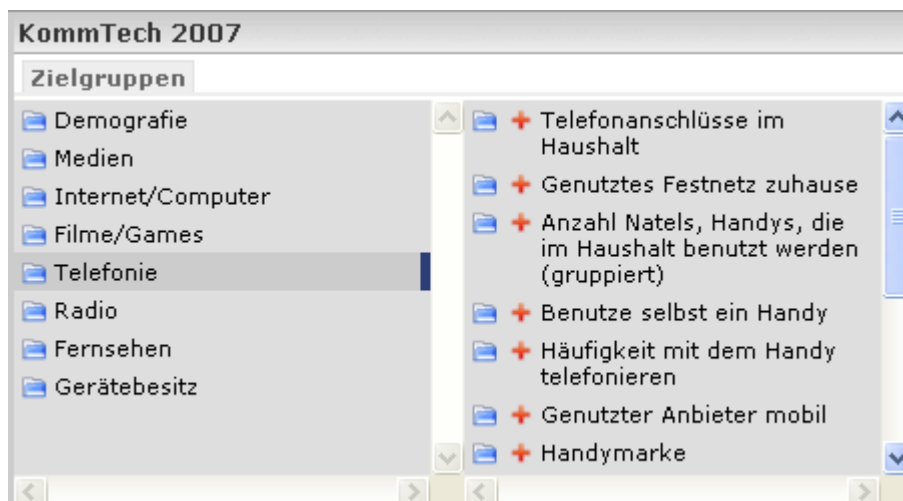 KommTech 2007
Zielgruppen
Demografie
Medien
Internet/Computer
Filme/Games
Telefonie
Radio
Fernsehen
Gerätebesitz
Telefonanschlüsse im
Haushalt
Genutztes Festnetz zuhause
Anzahl Natels, Handys, die
im Haushalt benutzt werden
(gruppiert)
Benutze selbst ein Handy
Häufigkeit mit dem Handy
telefonieren
Genutzter Anbieter mobil
Handymarke